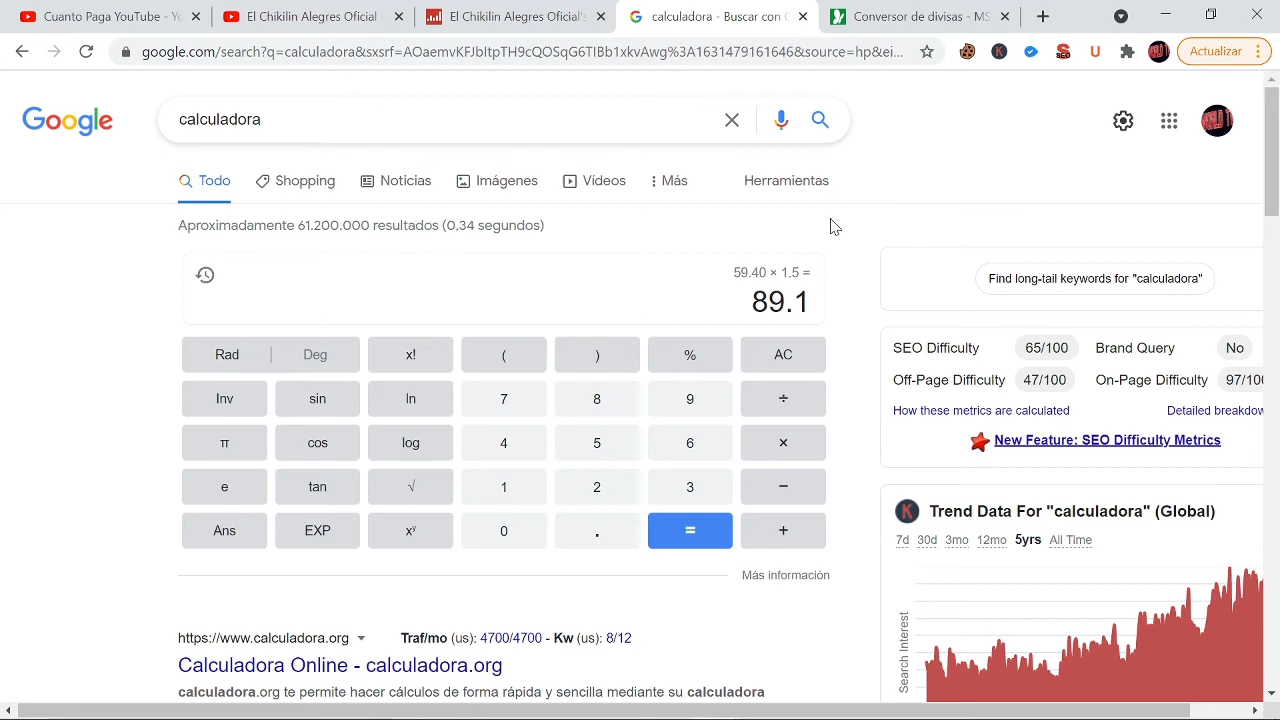 Cuanto Paga YouTube - Yo
El Chikilin Alegres Oficial
El Chikilin Alegres Oficial's
calculadora - Buscar con G
Conversor de divisas - MS
google.com/search?q=calculadora&sxsrf=AOaemvKFJbItpTH9cQOSqG6TIBb1xkvAwg%3A1631479161646&source=hp&ei...
Actualizar
Google
calculadora
Todo
Shopping
Noticias
Imágenes
Vídeos
Más
Herramientas
Aproximadamente 61.200.000 resultados (0,34 segundos)
59.40 × 1.5 =
89.1
Rad Deg x! ( ) % AC
Inv sin ln 7 8 9 ÷
π cos log 4 5 6 ×
e tan √ 1 2 3 −
Ans EXP xʸ 0 . = +
Más información
https://www.calculadora.org
Traf/mo (us): 4700/4700 - Kw (us): 8/12
Calculadora Online - calculadora.org
calculadora.org te permite hacer cálculos de forma rápida y sencilla mediante su calculadora
Find long-tail keywords for "calculadora"
SEO Difficulty 65/100 Brand Query No
Off-Page Difficulty 47/100 On-Page Difficulty 97/100
How these metrics are calculated
Detailed breakdow
New Feature: SEO Difficulty Metrics
K
Trend Data For "calculadora" (Global)
7d 30d 3mo 12mo 5yrs All Time
Search Interest